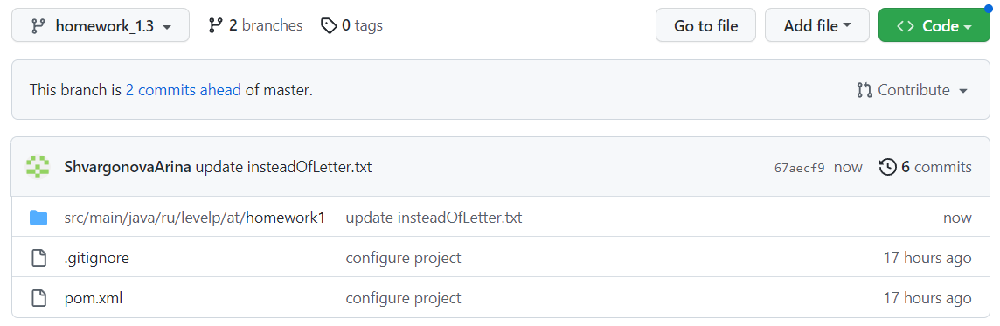 homework_1.3 2 branches 0 tags Go to file Add file Code
This branch is 2 commits ahead of master. Contribute
ShvargonovaArina update insteadOfLetter.txt 67aecf9 now 6 commits
src/main/java/ru/levelp/at/homework1 update insteadOfLetter.txt now
.gitignore configure project 17 hours ago
pom.xml configure project 17 hours ago